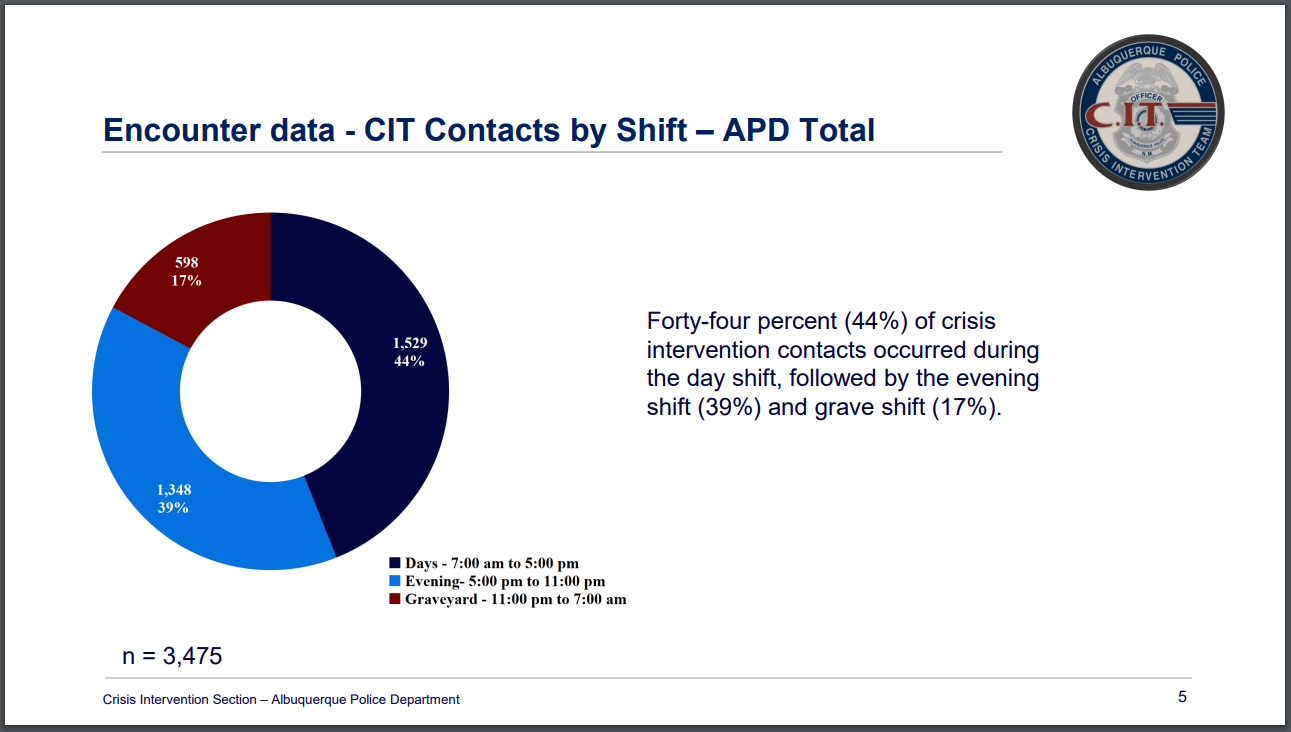 Encounter data - CIT Contacts by Shift – APD Total
ALBUQUERQUE POLICE
OFFICER
C.I.T.
ALBUQUERQUE POLICE
N.M.
CRISIS INTERVENTION TEAM
598
17%
1,529
44%
1,348
39%
Forty-four percent (44%) of crisis
intervention contacts occurred during
the day shift, followed by the evening
shift (39%) and grave shift (17%).
Days - 7:00 am to 5:00 pm
Evening- 5:00 pm to 11:00 pm
Graveyard - 11:00 pm to 7:00 am
n = 3,475
Crisis Intervention Section – Albuquerque Police Department
5